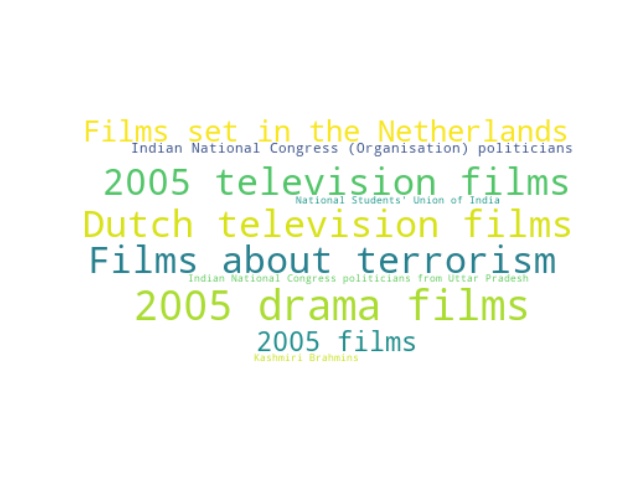 Films set in the Netherlands
Indian National Congress (Organisation) politicians
2005 television films
National Students' Union of India
Dutch television films
Films about terrorism
Indian National Congress politicians from Uttar Pradesh
2005 drama films
2005 films
Kashmiri Brahmins